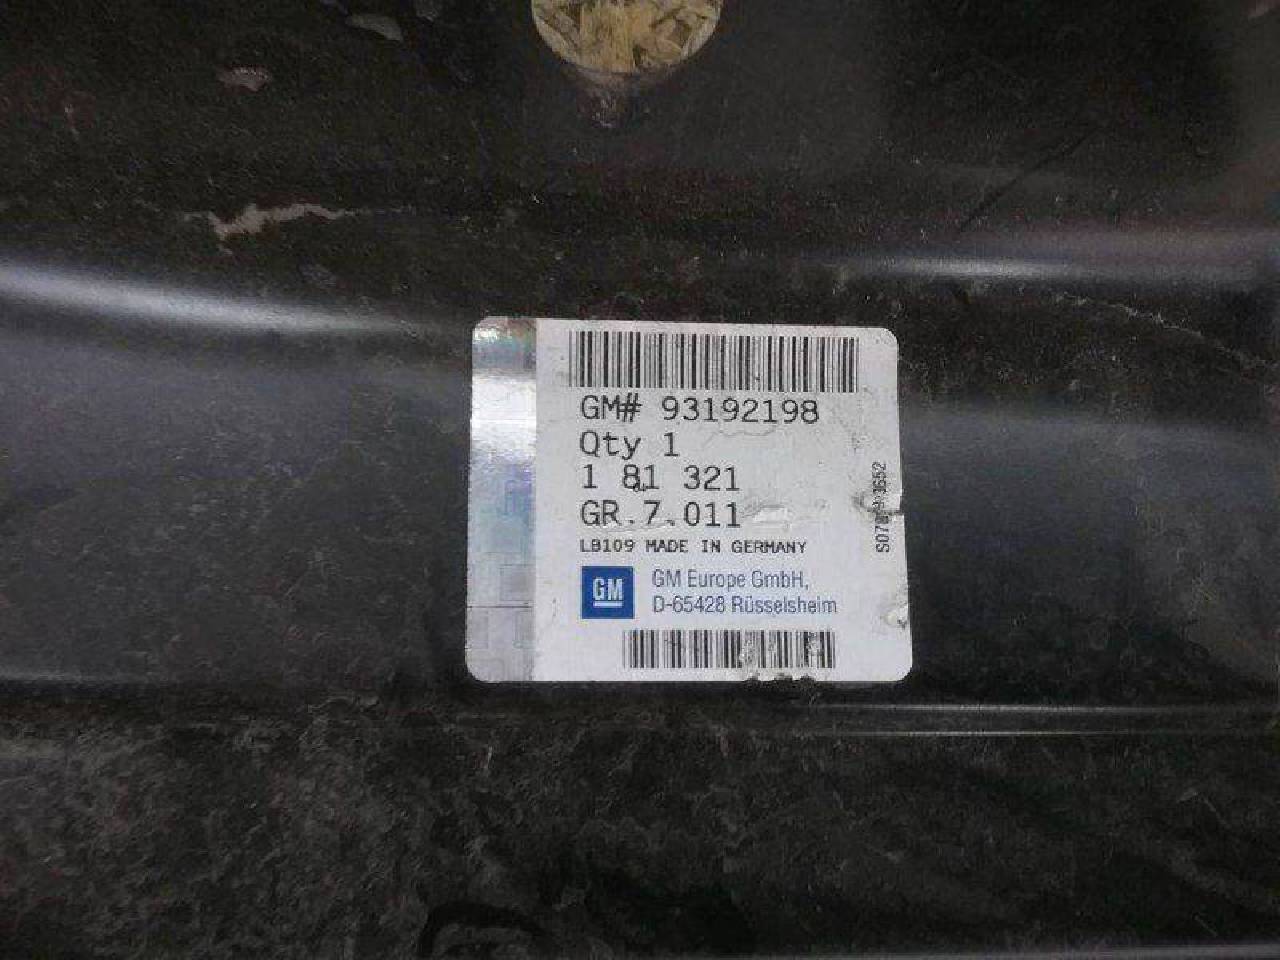 GM# 93192198
Qty 1
1 81 321
GR.7.011
LB109 MADE IN GERMANY
GM
GM Europe GmbH,
D-65428 Rüsselsheim